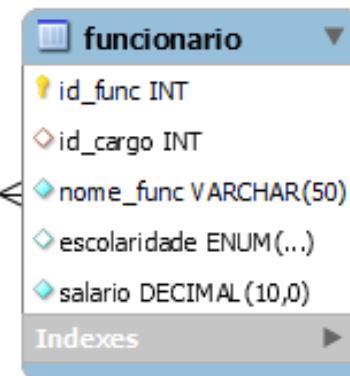 funcionario
id_func INT
id_cargo INT
nome_func VARCHAR(50)
escolaridade ENUM(...)
salario DECIMAL(10,0)
Indexes